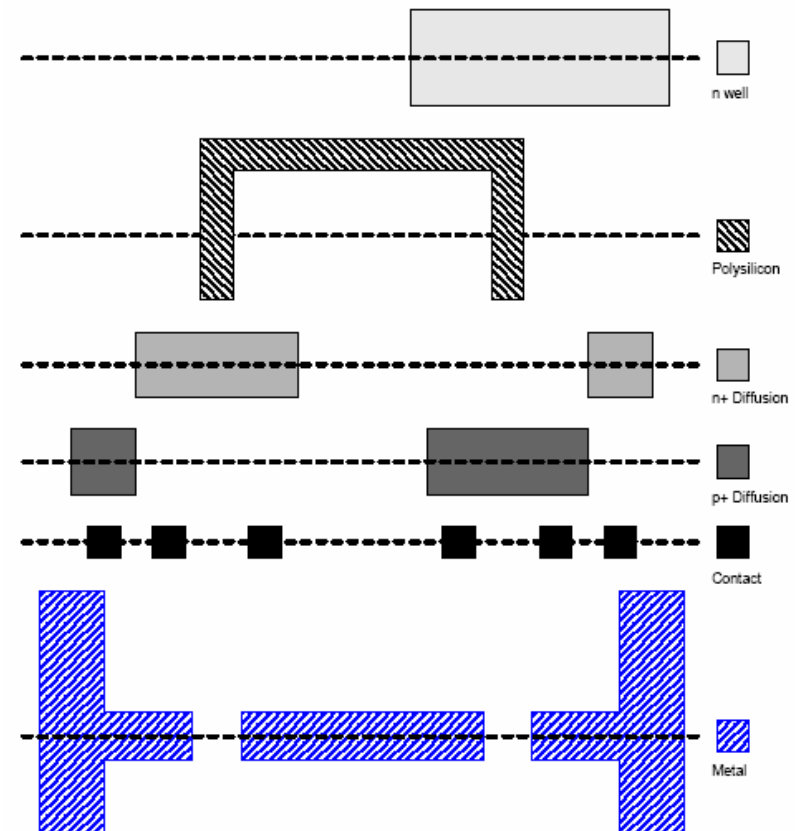 n well
Polysilicon
n+ Diffusion
p+ Diffusion
Contact
Metal